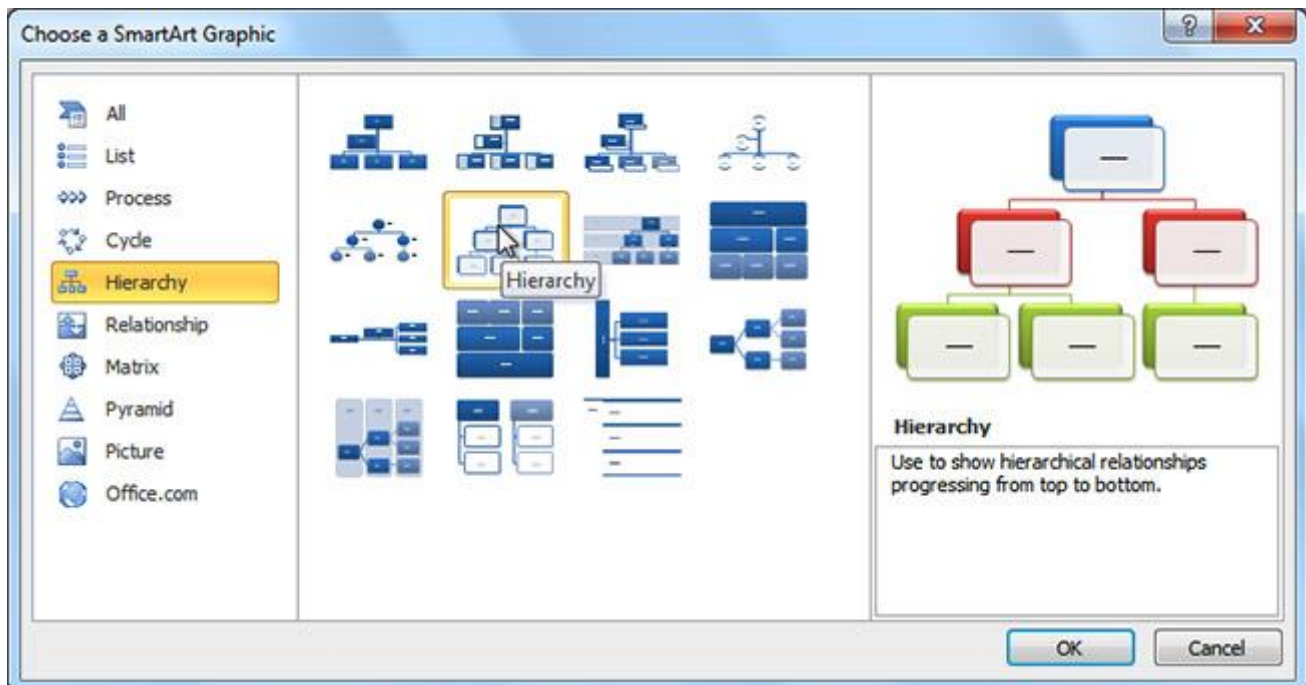 Choose a SmartArt Graphic
All
List
Process
Cycle
Hierarchy
Relationship
Matrix
Pyramid
Picture
Office.com
Hierarchy
Hierarchy
Use to show hierarchical relationships
progressing from top to bottom.
OK
Cancel